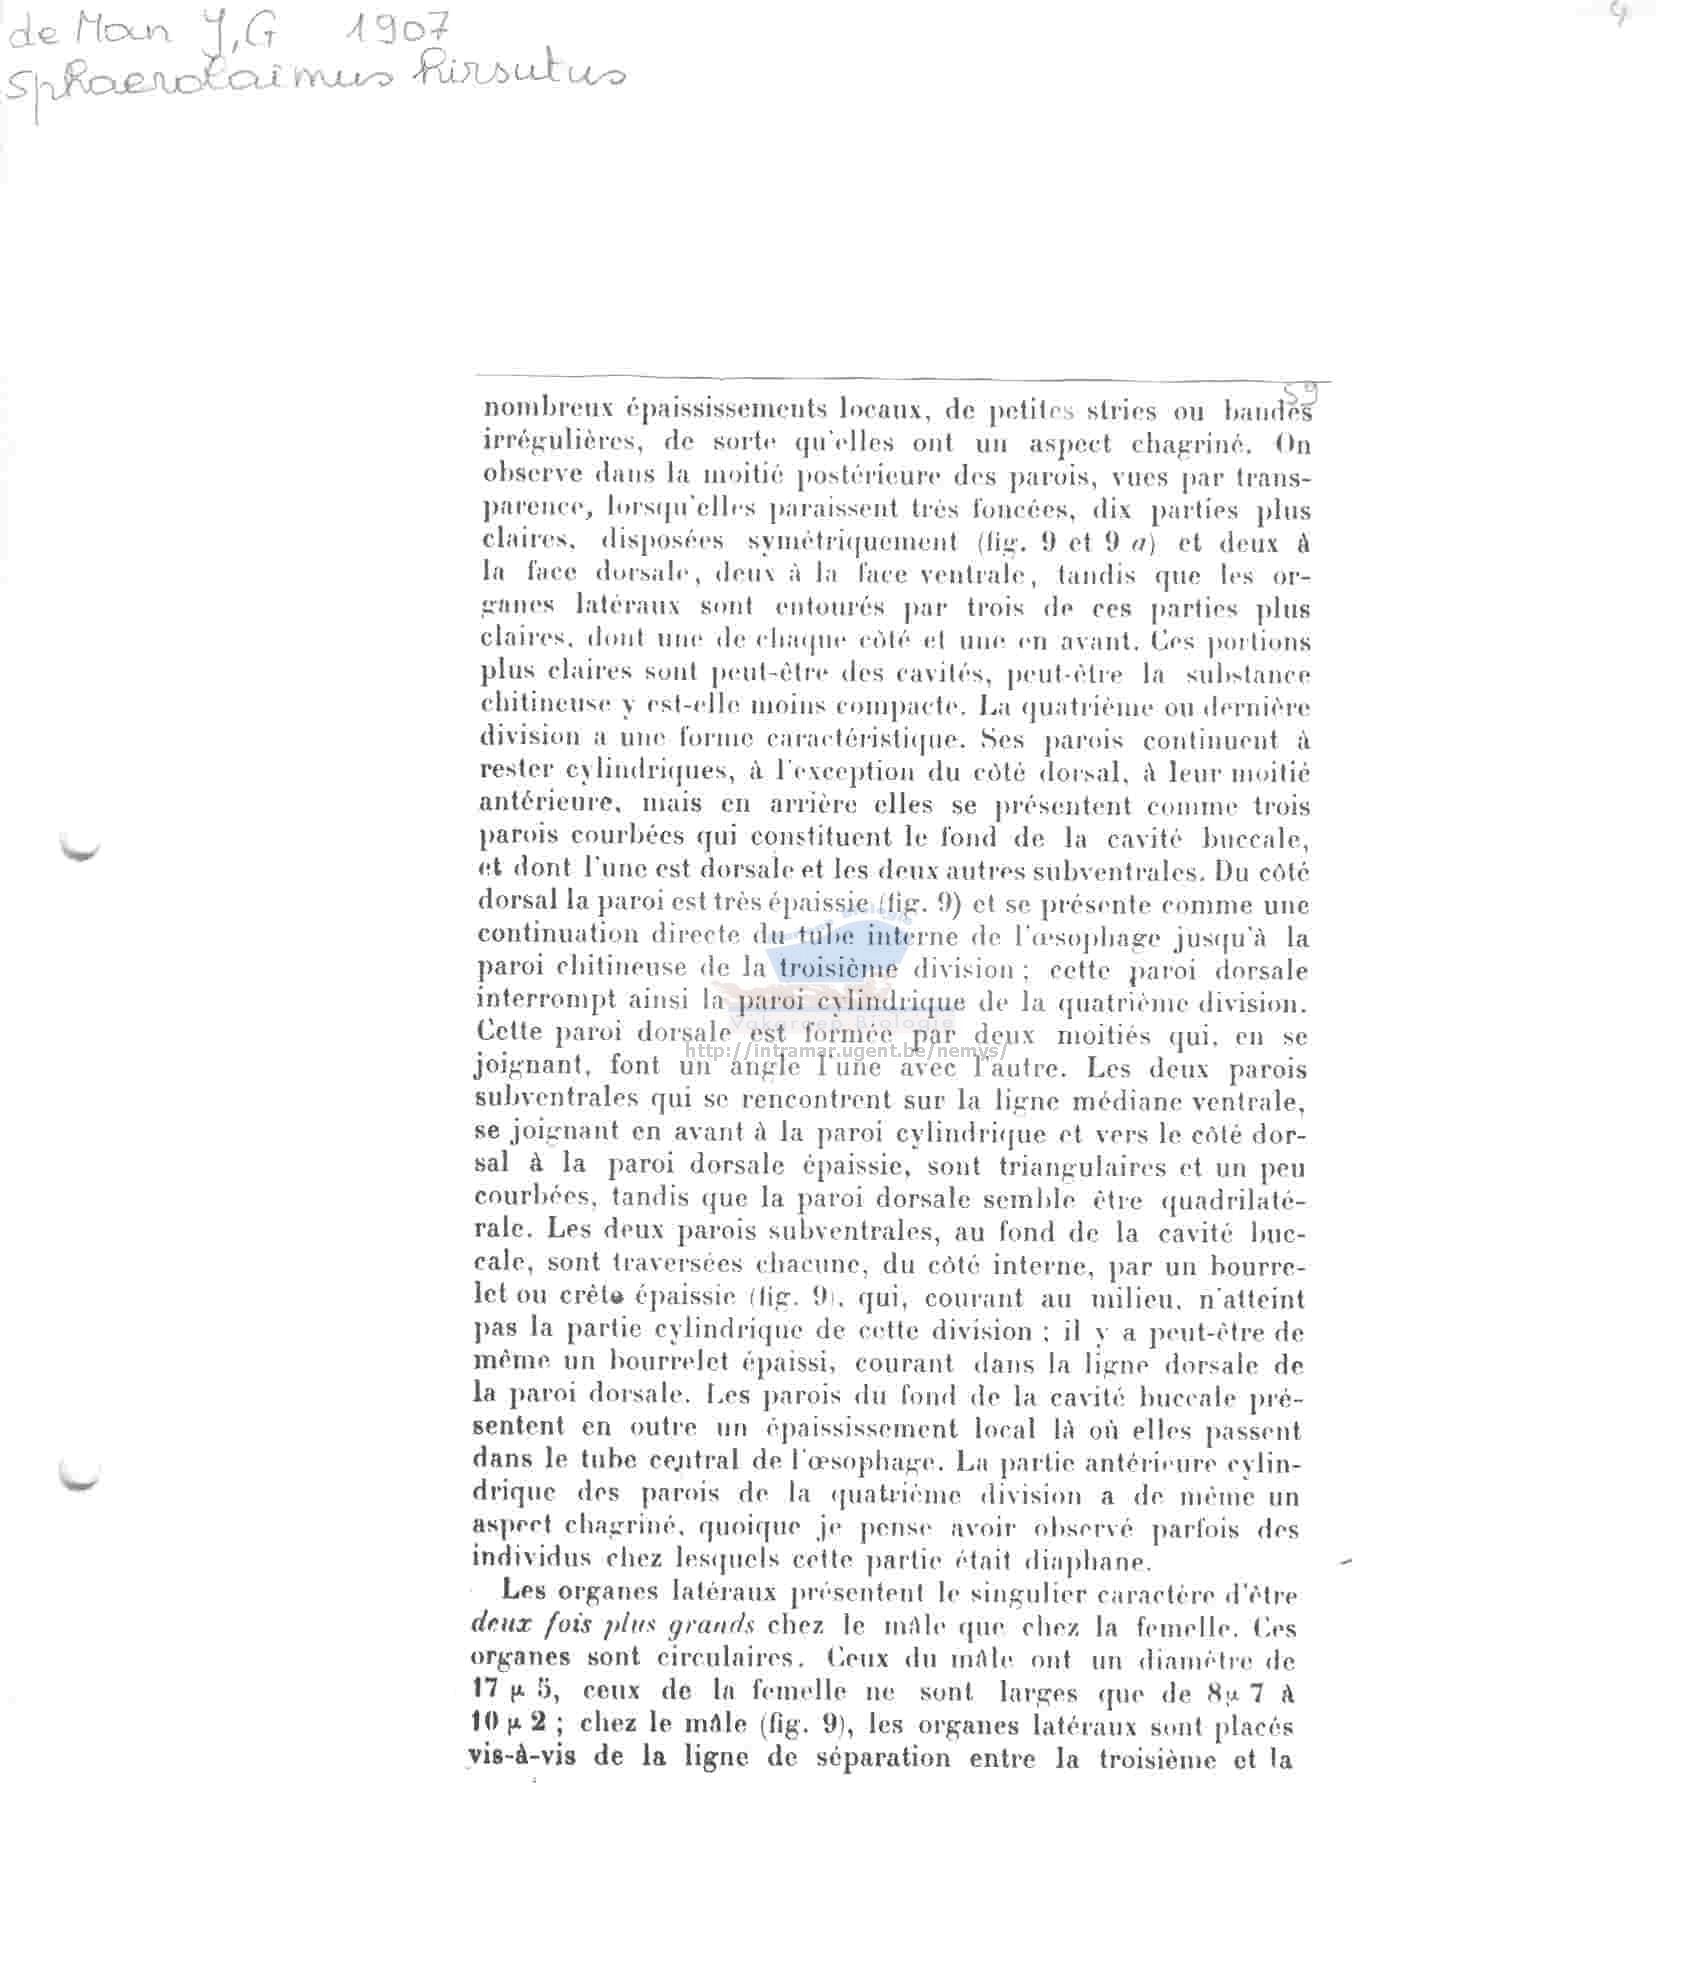 de Man J,G 1907
Sphaerolaimus hirsutus
4
59
nombreux épaississements locaux, de petites stries ou bandes
irrégulières, de sorte qu'elles ont un aspect chagriné. On
observe dans la moitié postérieure des parois, vues par trans-
parence, lorsqu'elles paraissent très foncées, dix parties plus
claires, disposées symétriquement (fig. 9 et 9 a) et deux à
la face dorsale, deux à la face ventrale, tandis que les or-
ganes latéraux sont entourés par trois de ces parties plus
claires, dont une de chaque côté et une en avant. Ces portions
plus claires sont peut-être des cavités, peut-être la substance
chitineuse y est-elle moins compacte. La quatrième ou dernière
division a une forme caractéristique. Ses parois continuent à
rester cylindriques, à l'exception du côté dorsal, à leur moitié
antérieure, mais en arrière elles se présentent comme trois
parois courbées qui constituent le fond de la cavité buccale,
et dont l'une est dorsale et les deux autres subventrales. Du côté
dorsal la paroi est très épaissie (fig. 9) et se présente comme une
continuation directe du tube interne de l'œsophage jusqu'à la
paroi chitineuse de la troisième division ; cette paroi dorsale
interrompt ainsi la paroi cylindrique de la quatrième division.
Vakgroep Biologie
Cette paroi dorsale est formée par deux moitiés qui, en se
http://intramar.ugent.be/nemys/
joignant, font un angle l'une avec l'autre. Les deux parois
subventrales qui se rencontrent sur la ligne médiane ventrale,
se joignant en avant à la paroi cylindrique et vers le côté dor-
sal à la paroi dorsale épaissie, sont triangulaires et un peu
courbées, tandis que la paroi dorsale semble être quadrilaté-
rale. Les deux parois subventrales, au fond de la cavité buc-
cale, sont traversées chacune, du côté interne, par un bourre-
let ou crête épaissie (fig. 9), qui, courant au milieu, n'atteint
pas la partie cylindrique de cette division ; il y a peut-être de
même un bourrelet épaissi, courant dans la ligne dorsale de
la paroi dorsale. Les parois du fond de la cavité buccale pré-
sentent en outre un épaississement local là où elles passent
dans le tube central de l'œsophage. La partie antérieure cylin-
drique des parois de la quatrième division a de même un
aspect chagriné, quoique je pense avoir observé parfois des
individus chez lesquels cette partie était diaphane.
Les organes latéraux présentent le singulier caractère d'être
deux fois plus grands chez le mâle que chez la femelle. Ces
organes sont circulaires. Ceux du mâle ont un diamètre de
17 µ 5, ceux de la femelle ne sont larges que de 8µ 7 à
10 µ 2 ; chez le mâle (fig. 9), les organes latéraux sont placés
vis-à-vis de la ligne de séparation entre la troisième et la